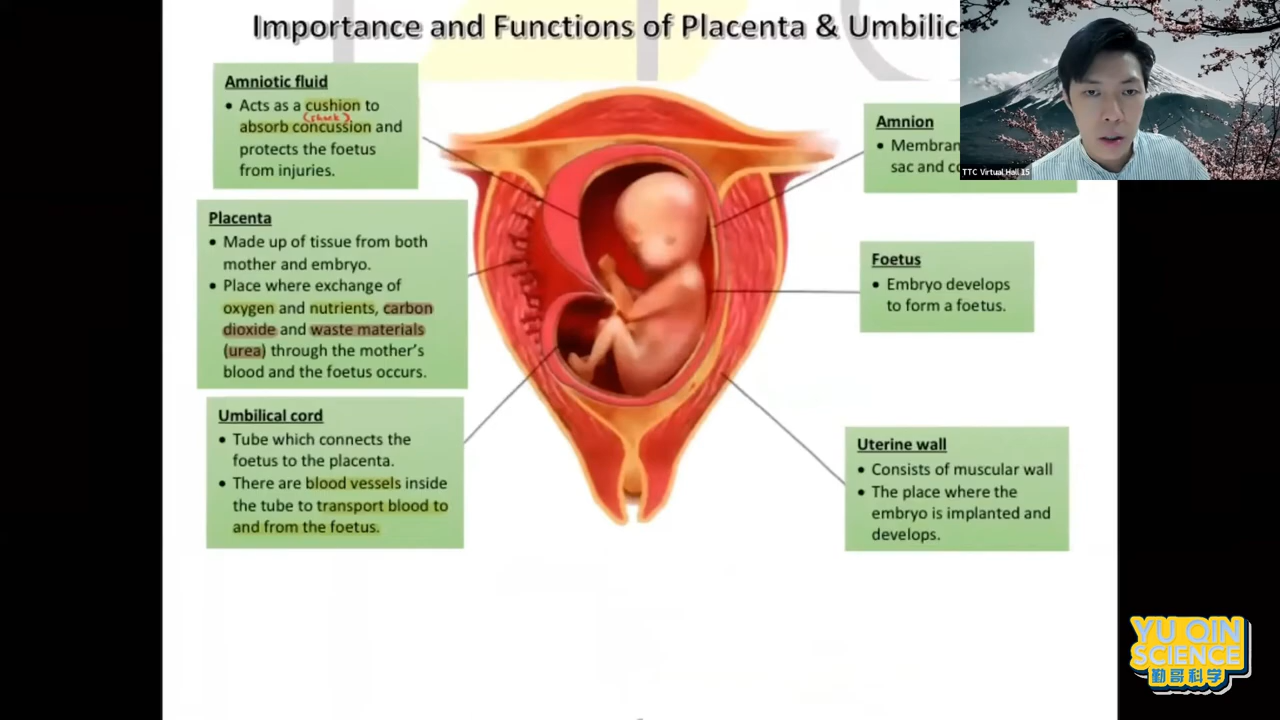 Importance and Functions of Placenta & Umbilic
Amniotic fluid
• Acts as a cushion to
(shock)
absorb concussion and
protects the foetus
from injuries.
Placenta
• Made up of tissue from both
mother and embryo.
• Place where exchange of
oxygen and nutrients, carbon
dioxide and waste materials
(urea) through the mother's
blood and the foetus occurs.
Umbilical cord
• Tube which connects the
foetus to the placenta.
• There are blood vessels inside
the tube to transport blood to
and from the foetus.
Amnion
• Membran
sac and co
Foetus
• Embryo develops
to form a foetus.
Uterine wall
• Consists of muscular wall
• The place where the
embryo is implanted and
develops.
TTC Virtual Hall 15
YU QIN
SCIENCE
勤哥科学